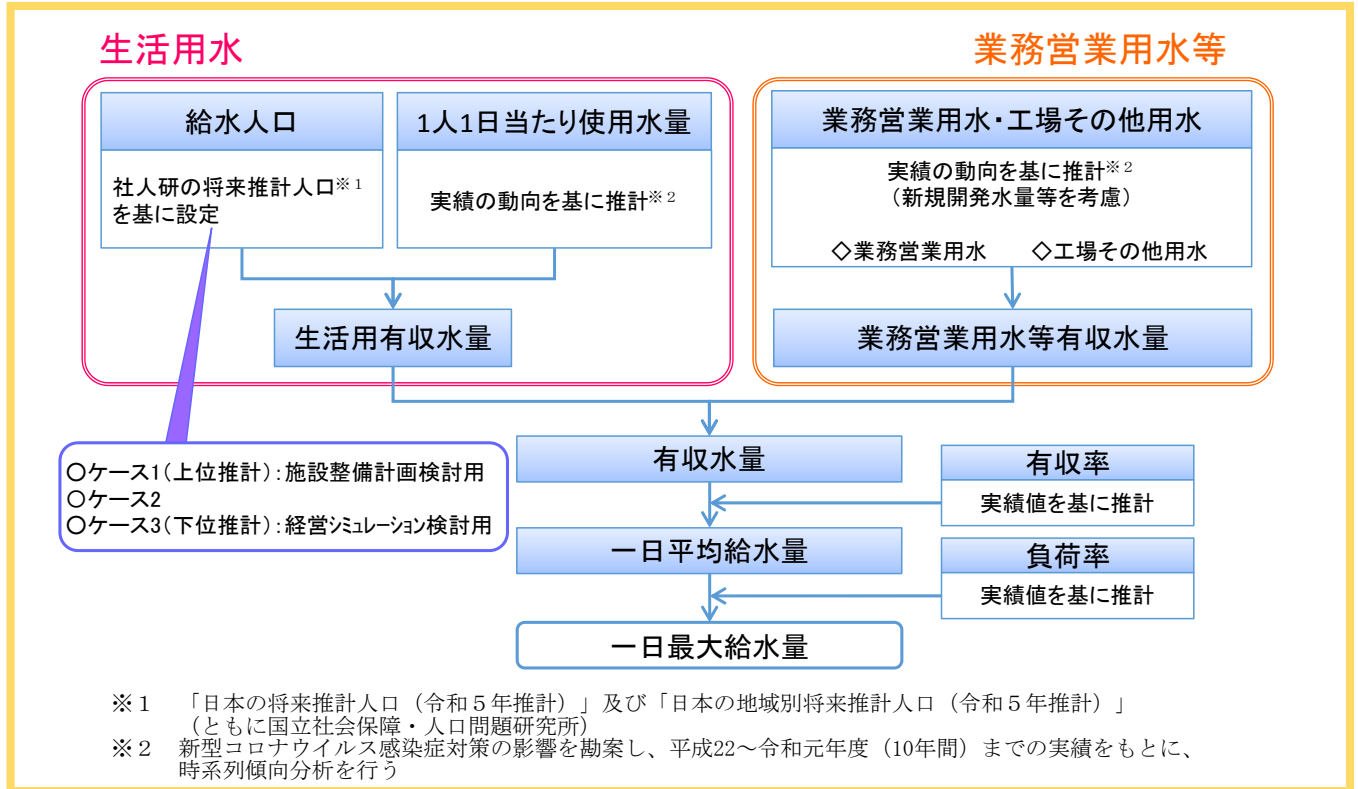 生活用水
業務営業用水等
給水人口
社人研の将来推計人口※1
を基に設定
1人1日当たり使用水量
実績の動向を基に推計※2
業務営業用水・工場その他用水
実績の動向を基に推計※2
（新規開発水量等を考慮）
◇業務営業用水 ◇工場その他用水
生活用有収水量
業務営業用水等有収水量
○ケース1（上位推計）：施設整備計画検討用
○ケース2
○ケース3（下位推計）：経営ｼﾐｭﾚｰｼｮﾝ検討用
有収水量
有収率
実績値を基に推計
一日平均給水量
負荷率
実績値を基に推計
一日最大給水量
※１ 「日本の将来推計人口（令和５年推計）」及び「日本の地域別将来推計人口（令和５年推計）」
（ともに国立社会保障・人口問題研究所）
※２ 新型コロナウイルス感染症対策の影響を勘案し、平成22～令和元年度（10年間）までの実績をもとに、
時系列傾向分析を行う